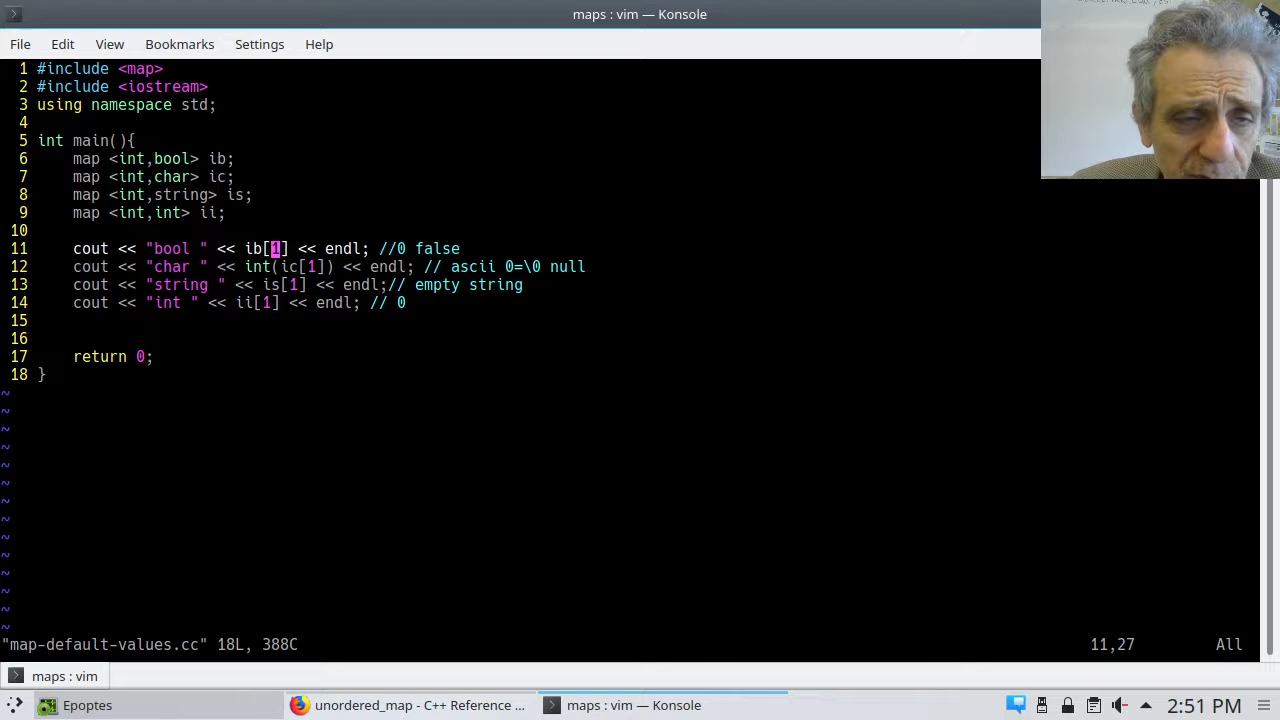 maps : vim — Konsole
File Edit View Bookmarks Settings Help
1 #include <map>
2 #include <iostream>
3 using namespace std;
4
5 int main(){
6 map <int,bool> ib;
7 map <int,char> ic;
8 map <int,string> is;
9 map <int,int> ii;
10
11 cout << "bool " << ib[1] << endl; //0 false
12 cout << "char " << int(ic[1]) << endl; // ascii 0=\0 null
13 cout << "string " << is[1] << endl;// empty string
14 cout << "int " << ii[1] << endl; // 0
15
16
17 return 0;
18 }
~
~
~
~
~
~
~
~
~
~
~
~
~
~
"map-default-values.cc" 18L, 388C 11,27 All
maps : vim
Epoptes unordered_map - C++ Reference ... maps : vim — Konsole 2:51 PM